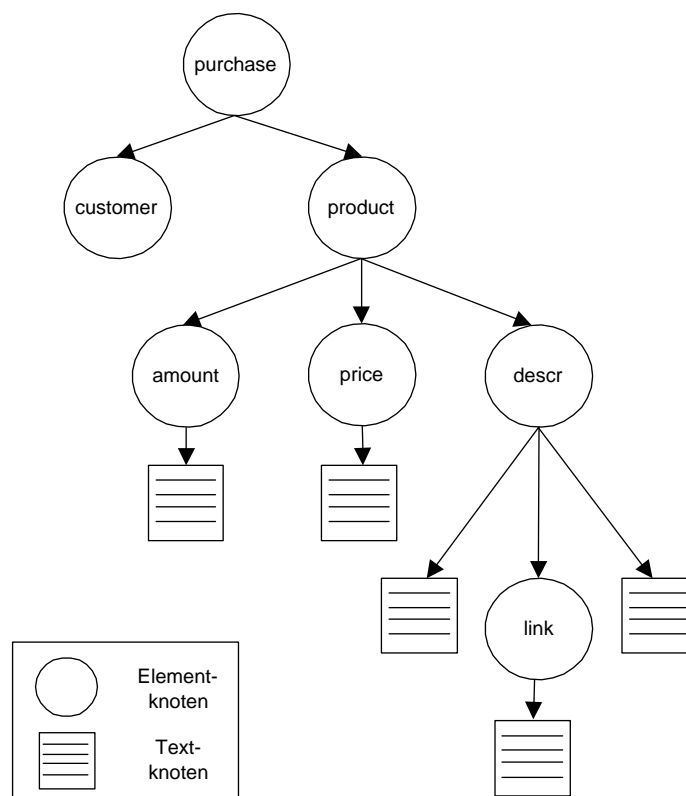 purchase
customer
product
amount
price
descr
link
Element-
knoten
Text-
knoten